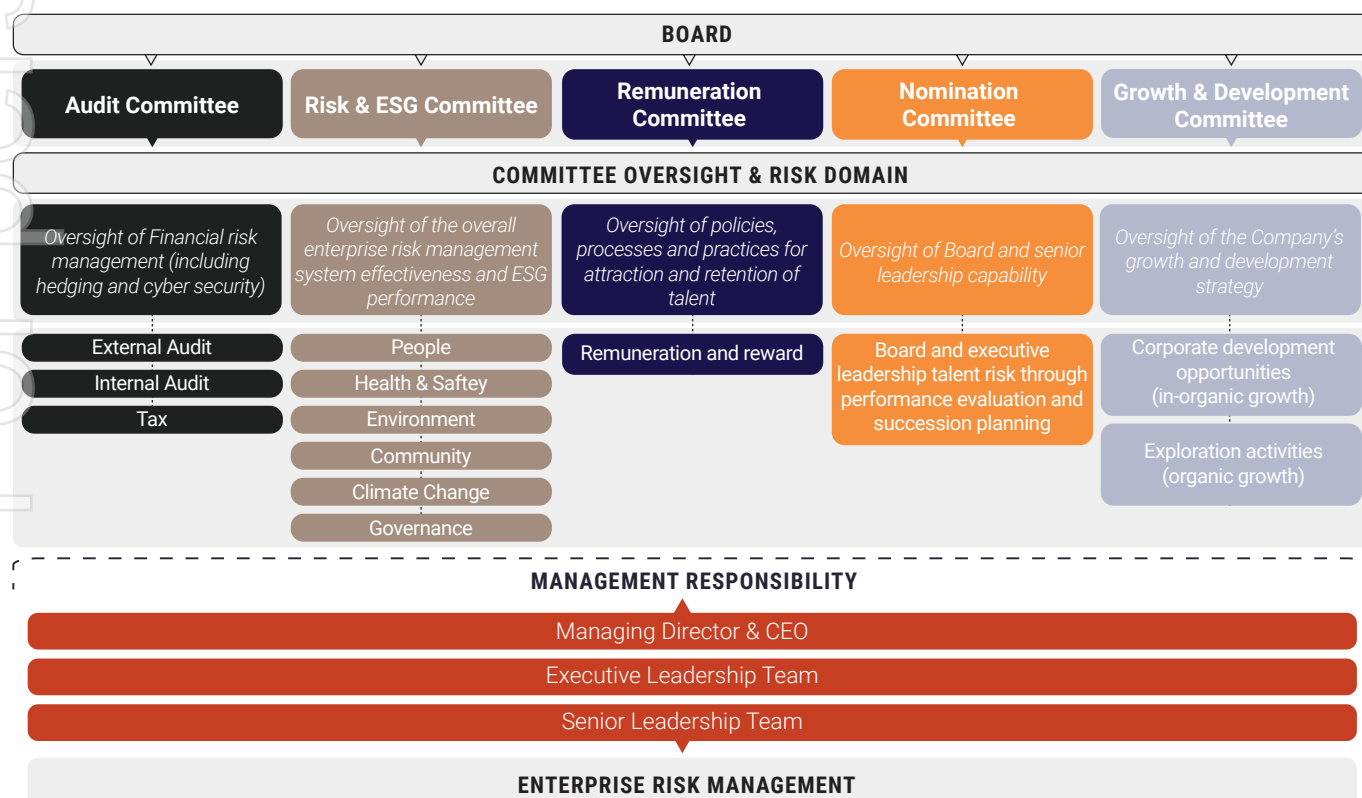 BOARD
Audit Committee
Risk & ESG Committee
Remuneration
Committee
Nomination
Committee
Growth & Development
Committee
COMMITTEE OVERSIGHT & RISK DOMAIN
Oversight of Financial risk
management (including
hedging and cyber security)
Oversight of the overall
enterprise risk management
system effectiveness and ESG
performance
Oversight of policies,
processes and practices for
attraction and retention of
talent
Oversight of Board and senior
leadership capability
Oversight of the Company's
growth and development
strategy
External Audit
Internal Audit
Tax
People
Health & Saftey
Environment
Community
Climate Change
Governance
Remuneration and reward
Board and executive
leadership talent risk through
performance evaluation and
succession planning
Corporate development
opportunities
(in-organic growth)
Exploration activities
(organic growth)
MANAGEMENT RESPONSIBILITY
Managing Director & CEO
Executive Leadership Team
Senior Leadership Team
ENTERPRISE RISK MANAGEMENT